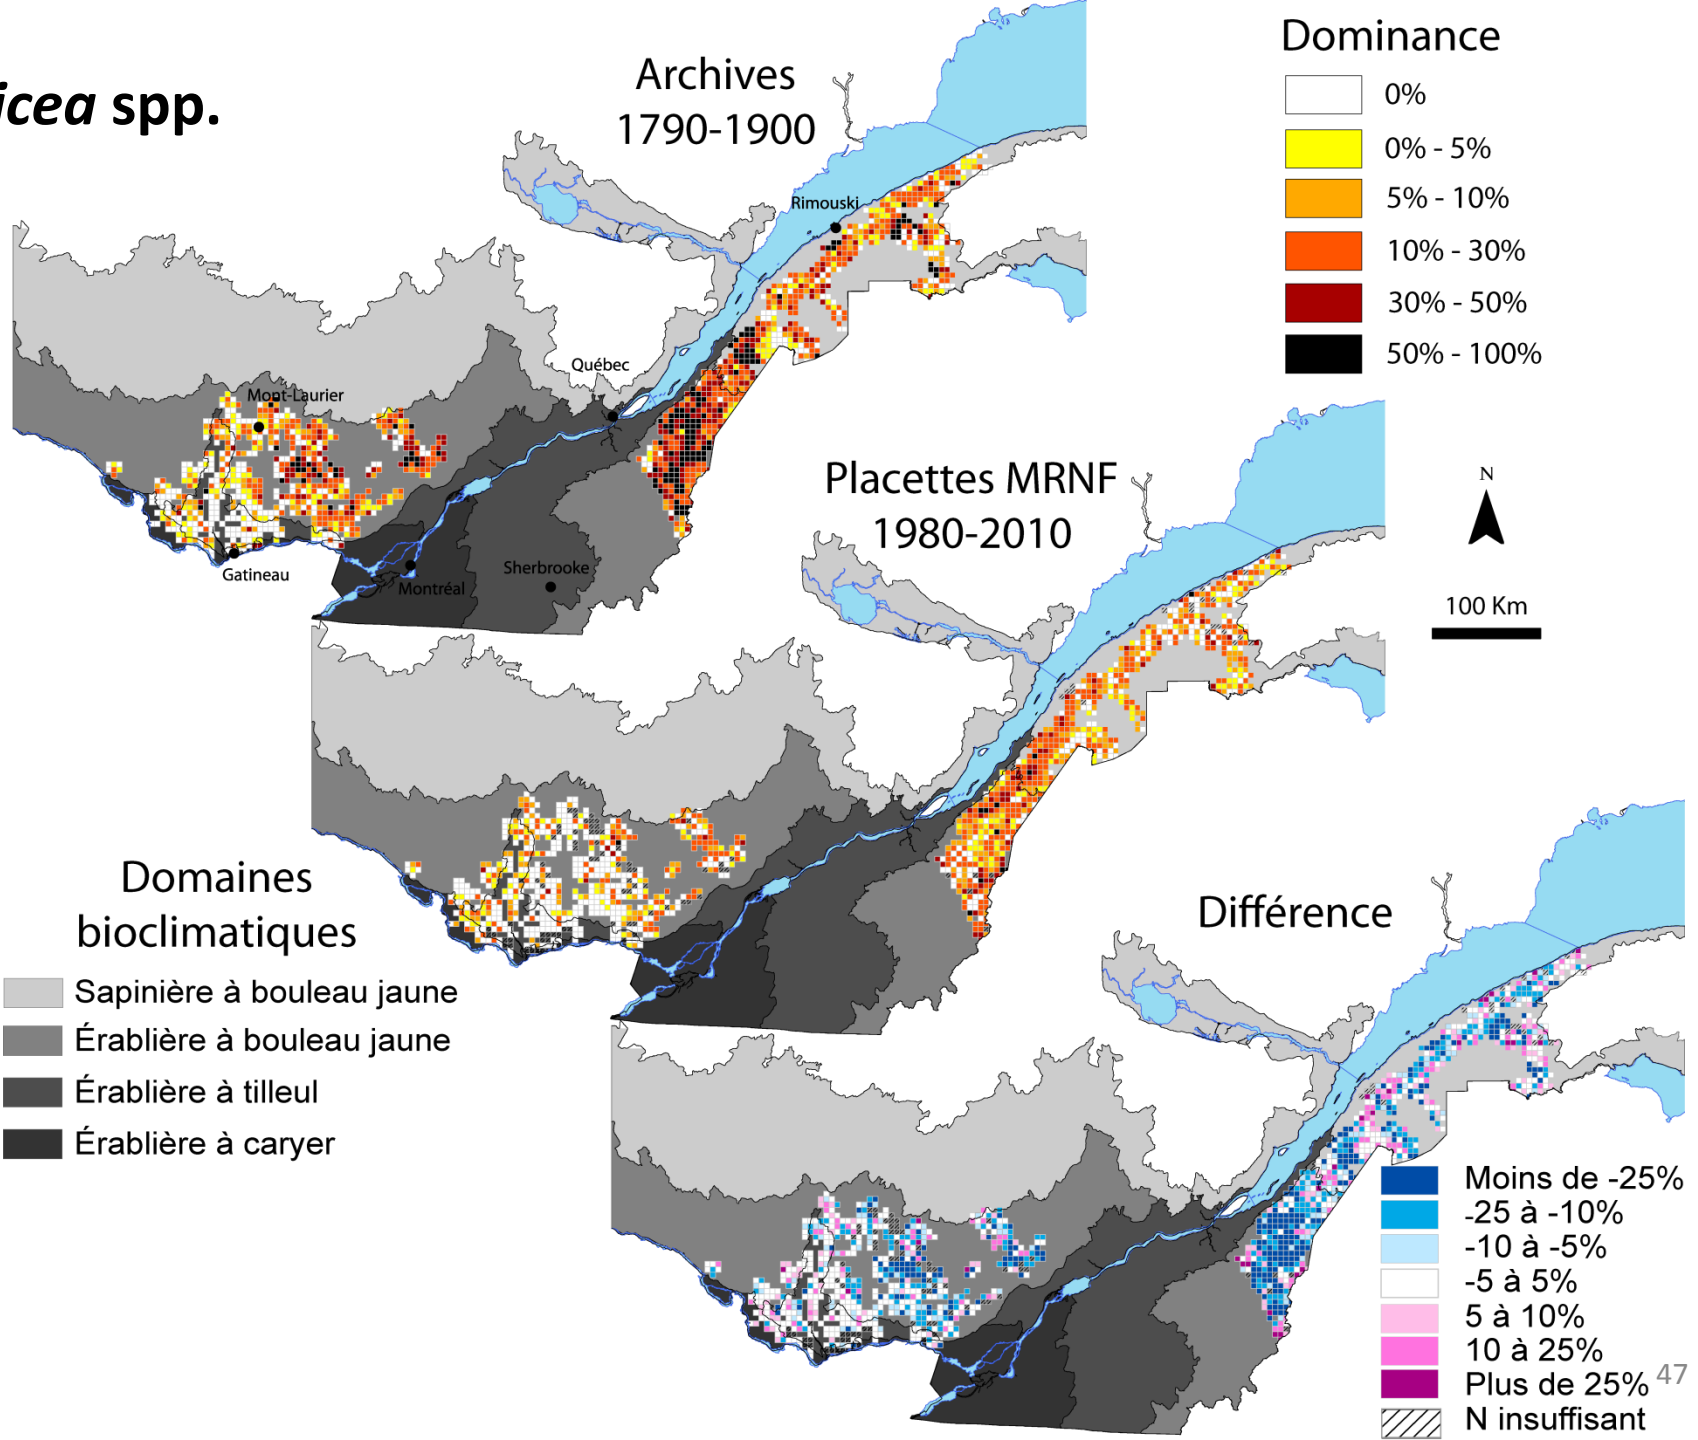 icea spp.
Archives
1790-1900
Rimouski
Québec
Mont-Laurier
Gatineau
Montréal
Sherbrooke
Dominance
0%
0% - 5%
5% - 10%
10% - 30%
30% - 50%
50% - 100%
Placettes MRNF
1980-2010
N
100 Km
Domaines
bioclimatiques
Sapinière à bouleau jaune
Érablière à bouleau jaune
Érablière à tilleul
Érablière à caryer
Différence
Moins de -25%
-25 à -10%
-10 à -5%
-5 à 5%
5 à 10%
10 à 25%
Plus de 25%
N insuffisant
47